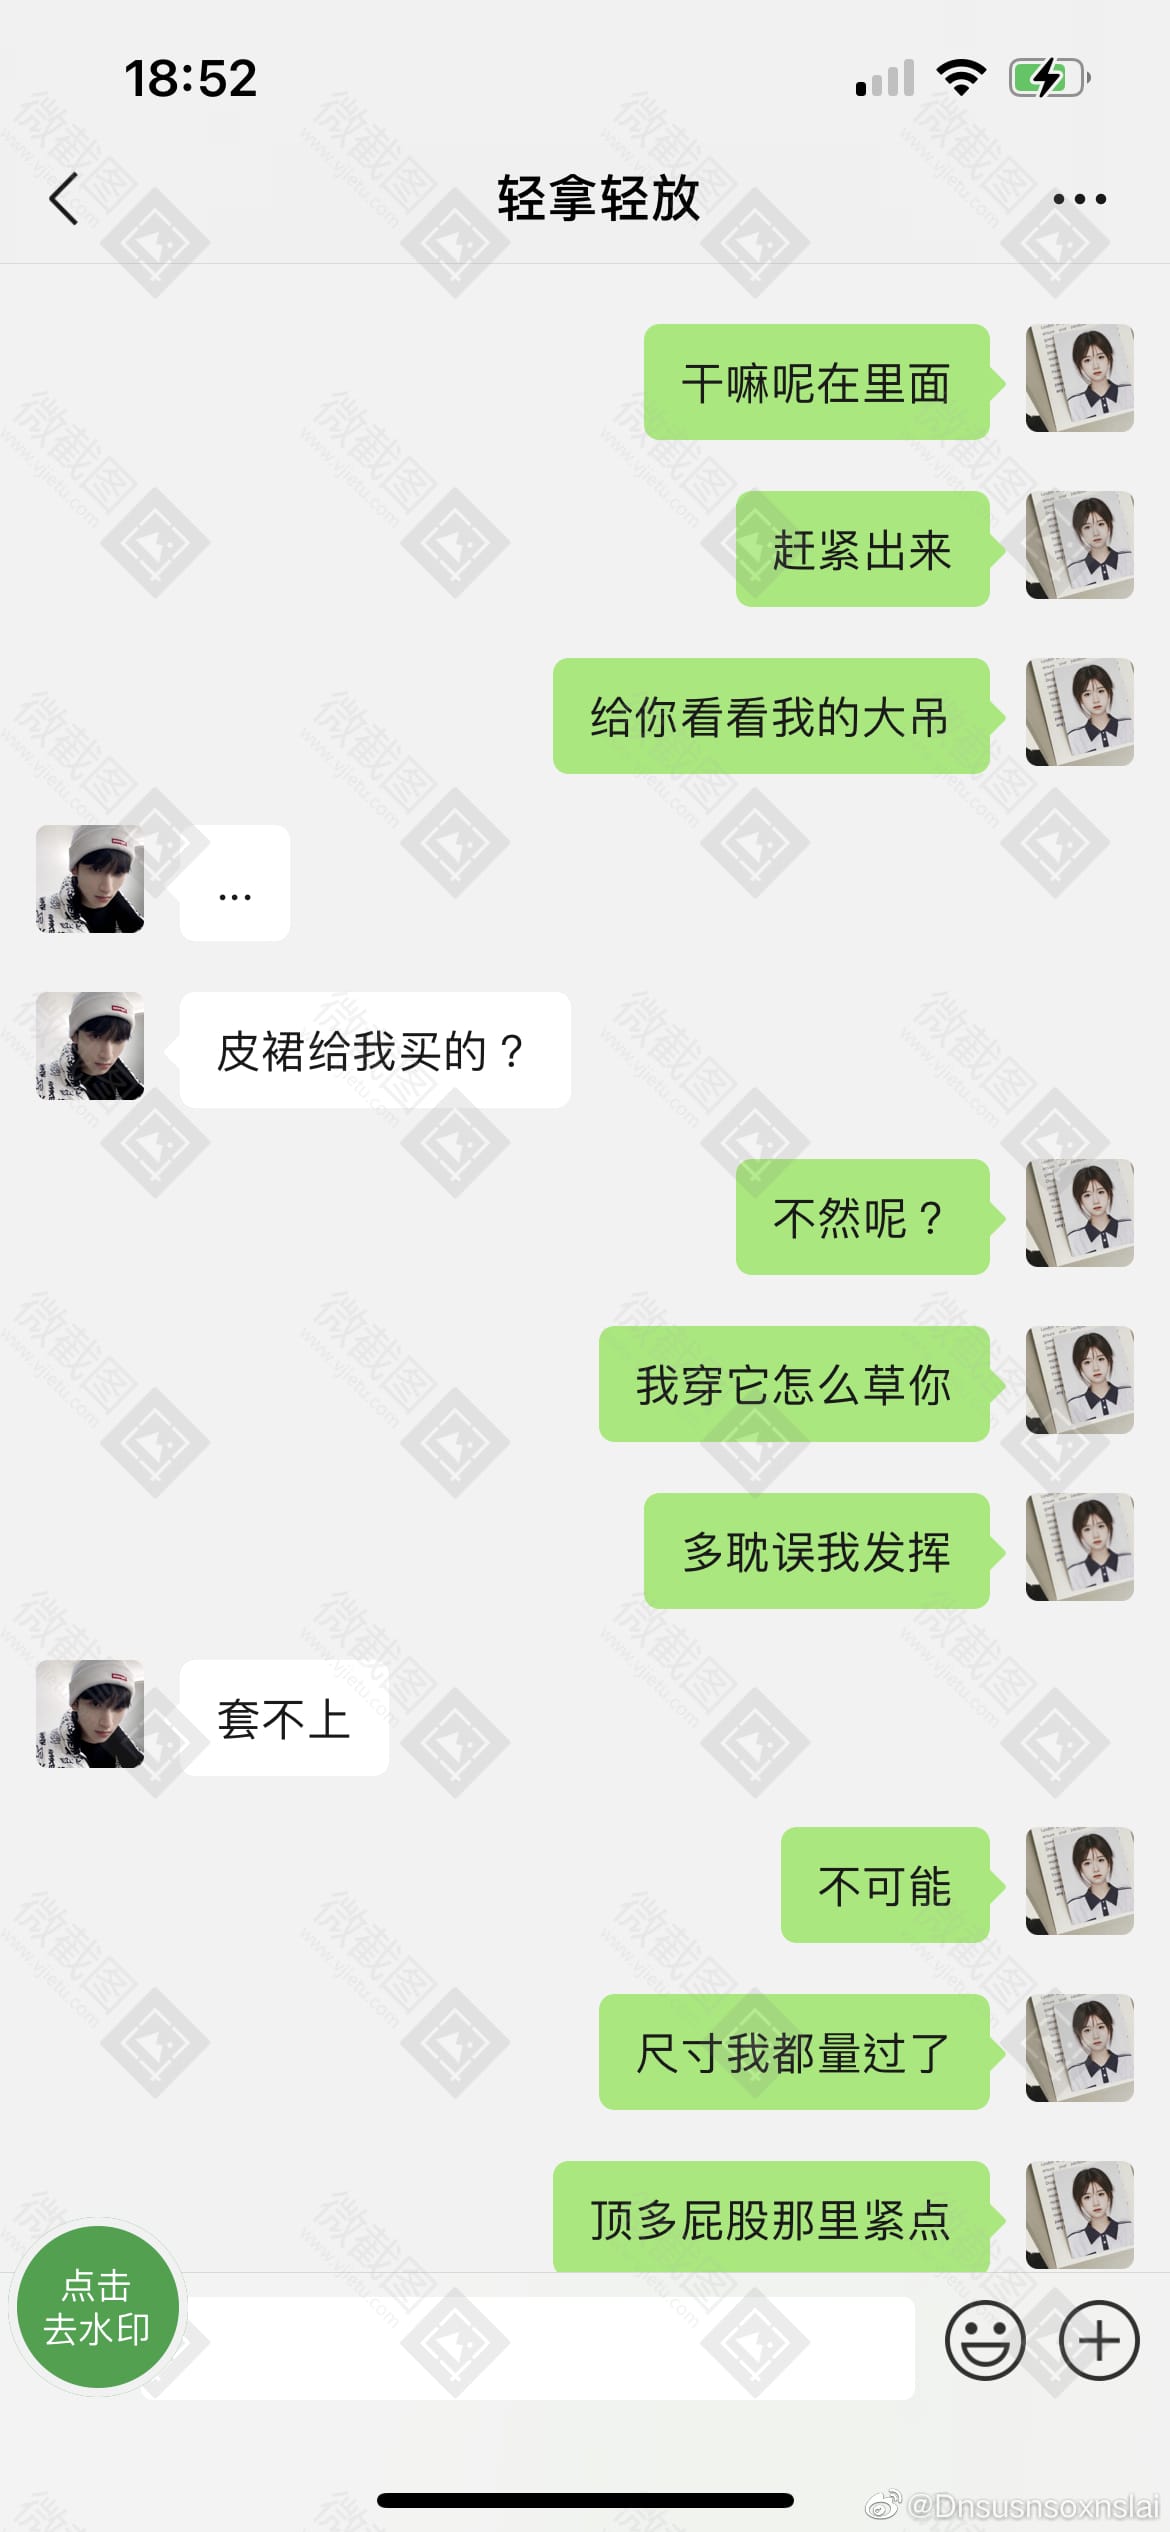 18:52
轻拿轻放
干嘛呢在里面
赶紧出来
给你看看我的大吊
...
皮裙给我买的？
不然呢？
我穿它怎么草你
多耽误我发挥
套不上
不可能
尺寸我都量过了
顶多屁股那里紧点
点击
去水印
微截图
www.vjietu.com
@Dnsusnsoxnslai